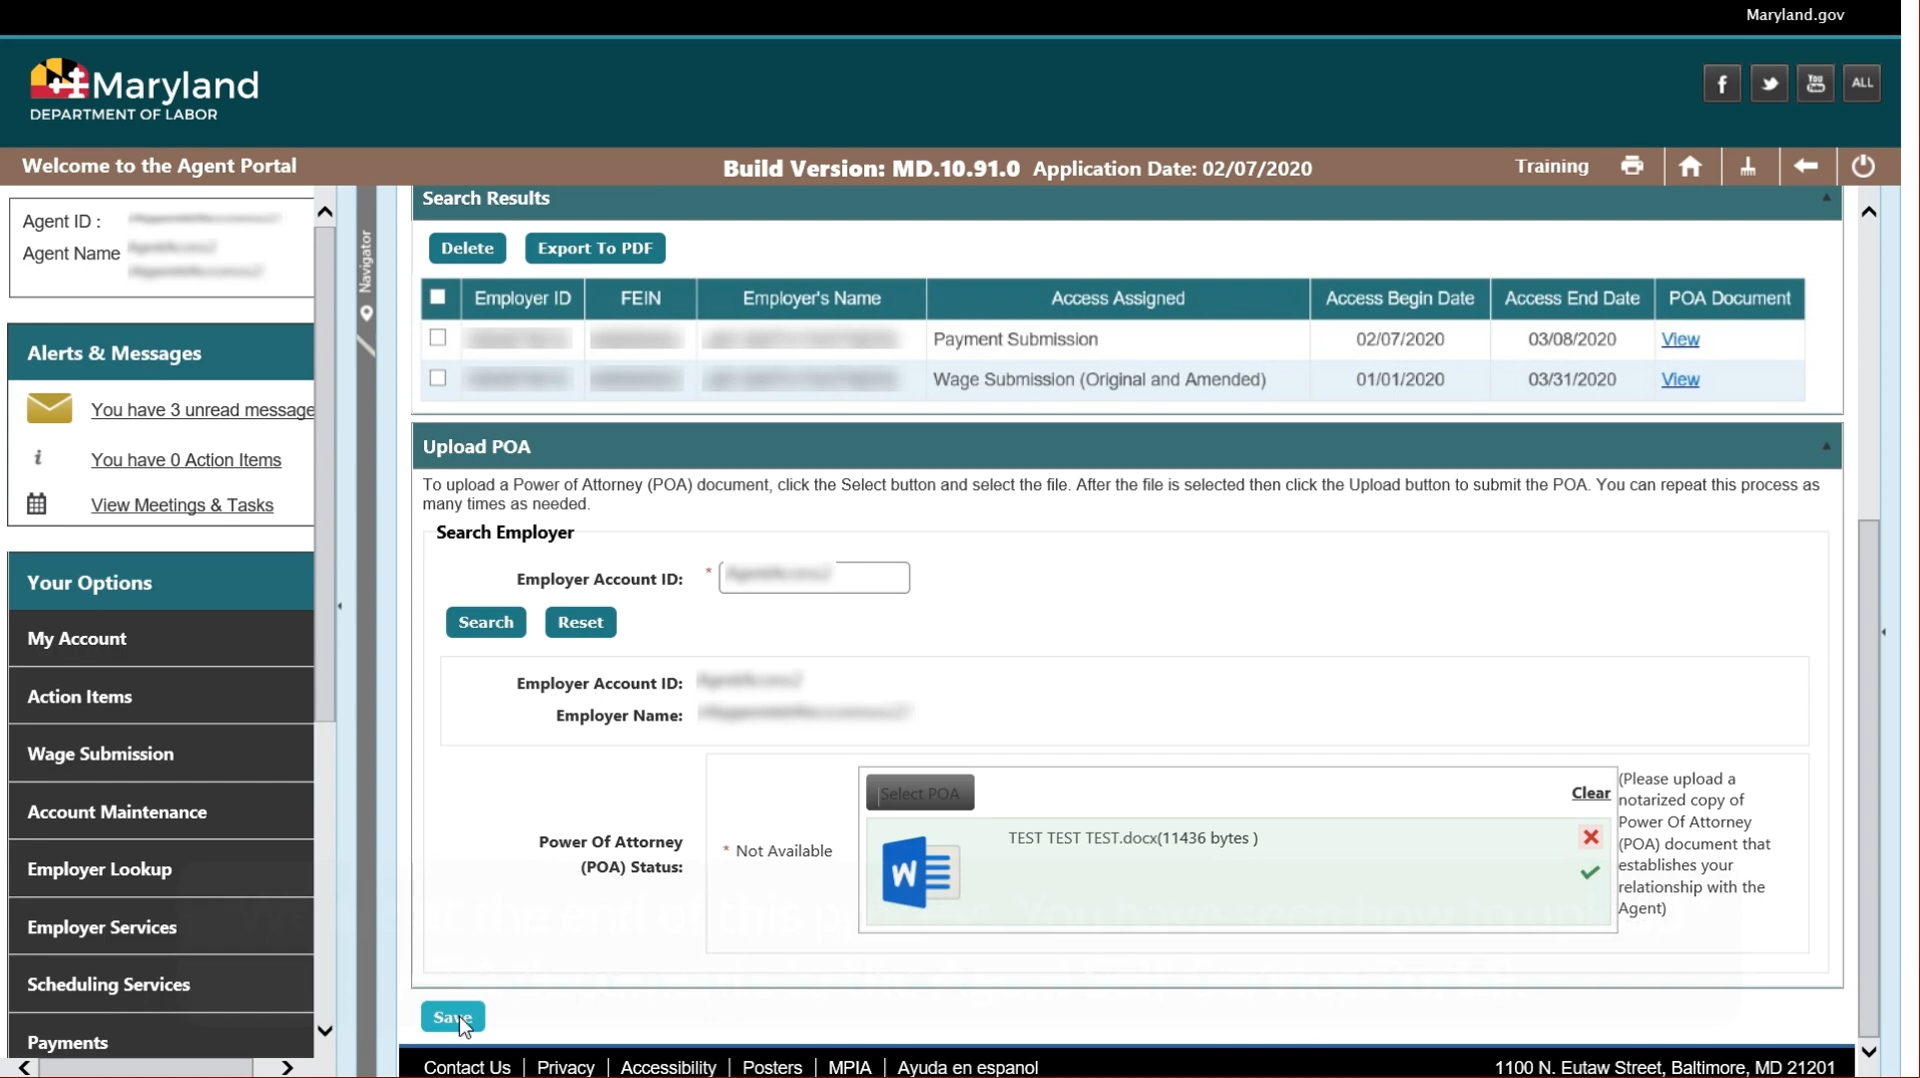 Maryland.gov
Maryland
DEPARTMENT OF LABOR
f You Tube ALL
Welcome to the Agent Portal
Build Version: MD.10.91.0 Application Date: 02/07/2020
Training
Agent ID :
Agent Name
Navigator
Alerts & Messages
You have 3 unread message
You have 0 Action Items
View Meetings & Tasks
Your Options
My Account
Action Items
Wage Submission
Account Maintenance
Employer Lookup
Employer Services
Scheduling Services
Payments
Search Results
Delete Export To PDF
Employer ID FEIN Employer's Name Access Assigned Access Begin Date Access End Date POA Document
Payment Submission 02/07/2020 03/08/2020 View
Wage Submission (Original and Amended) 01/01/2020 03/31/2020 View
Upload POA
To upload a Power of Attorney (POA) document, click the Select button and select the file. After the file is selected then click the Upload button to submit the POA. You can repeat this process as
many times as needed.
Search Employer
Employer Account ID: *
Search Reset
Employer Account ID:
Employer Name:
Power Of Attorney
(POA) Status:
* Not Available
Select POA
Clear
TEST TEST TEST.docx(11436 bytes )
W
(Please upload a
notarized copy of
Power Of Attorney
(POA) document that
establishes your
relationship with the
Agent)
Save
Contact Us | Privacy | Accessibility | Posters | MPIA | Ayuda en espanol
1100 N. Eutaw Street, Baltimore, MD 21201